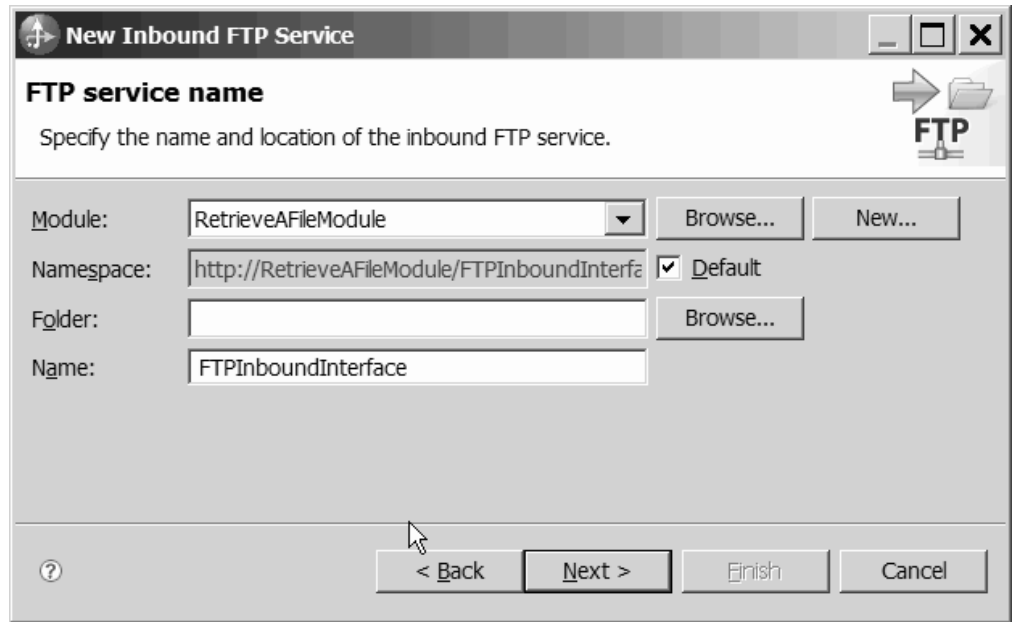 New Inbound FTP Service
FTP service name
Specify the name and location of the inbound FTP service.
FTP
Module: RetrieveAFileModule Browse... New...
Namespace: http://RetrieveAFileModule/FTPInboundInterfa Default
Folder: Browse...
Name: FTPInboundInterface
? < Back Next > Finish Cancel